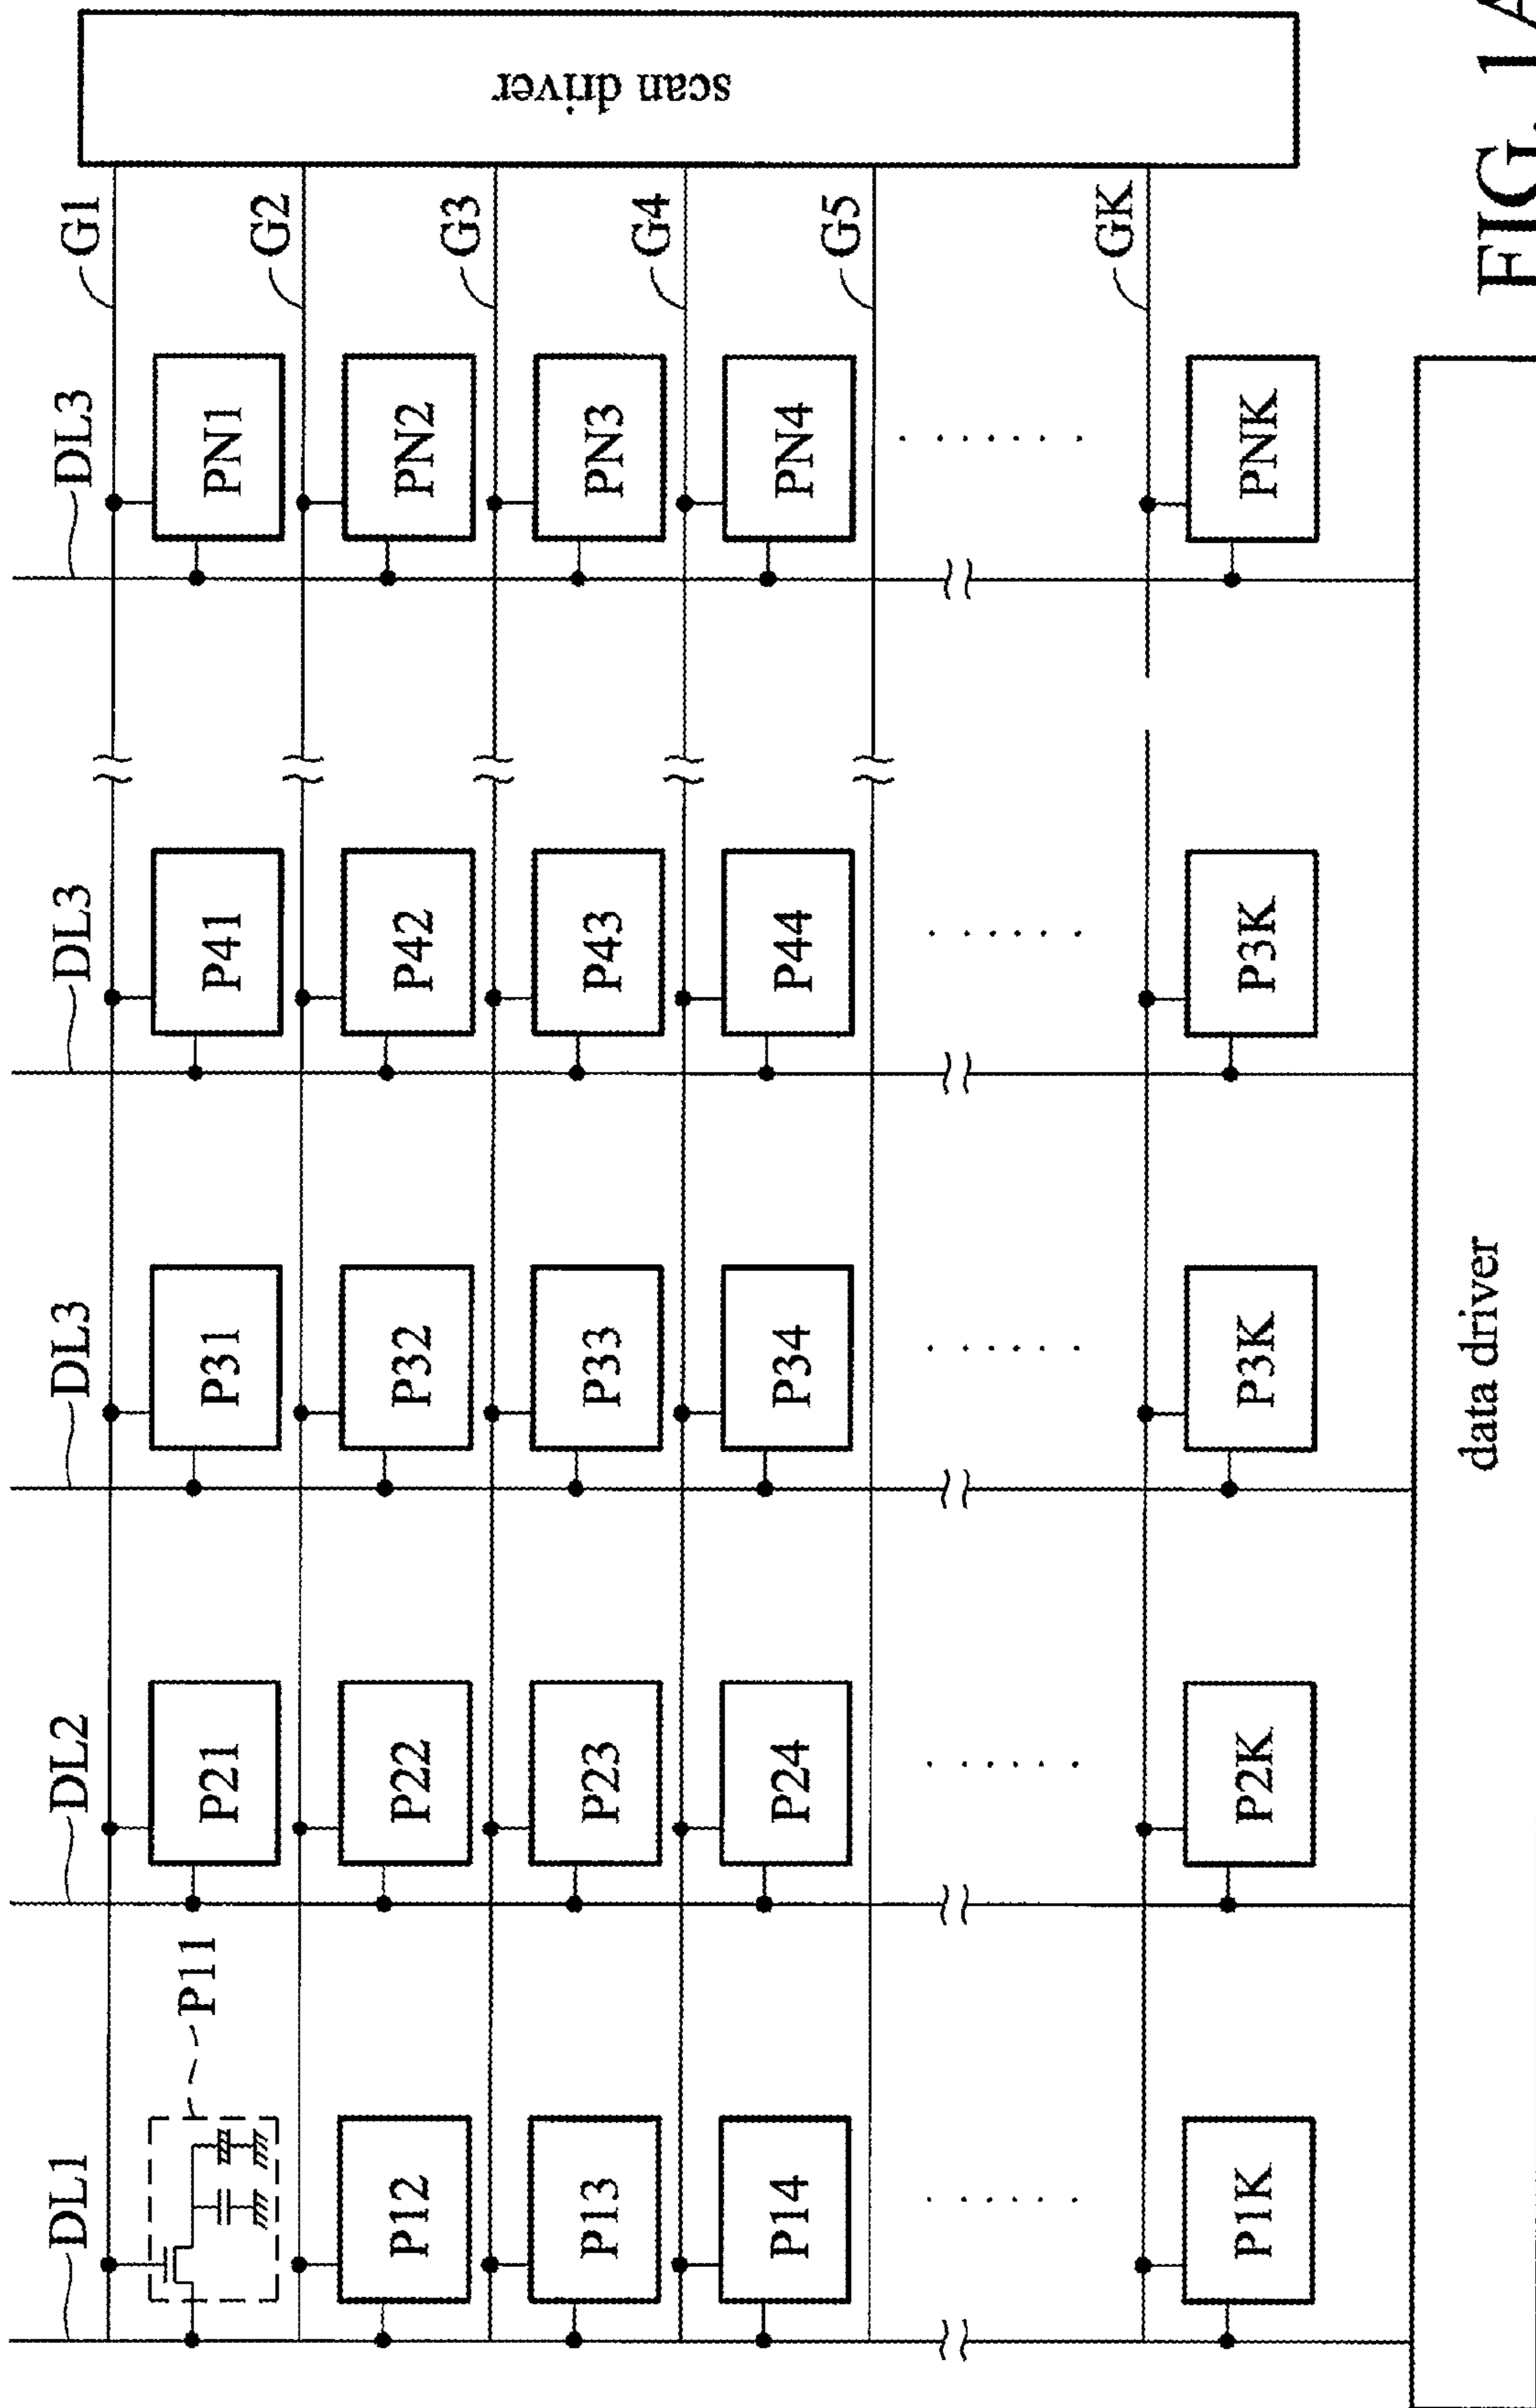 DL1 DL2 DL3 DL3 DL3
G1
P11 P21 P31 P41 PN1
G2
P12 P22 P32 P42 PN2
G3
P13 P23 P33 P43 PN3
G4
P14 P24 P34 P44 PN4
G5
GK
P1K P2K P3K P3K PNK
scan driver
data driver
FIG. 1A